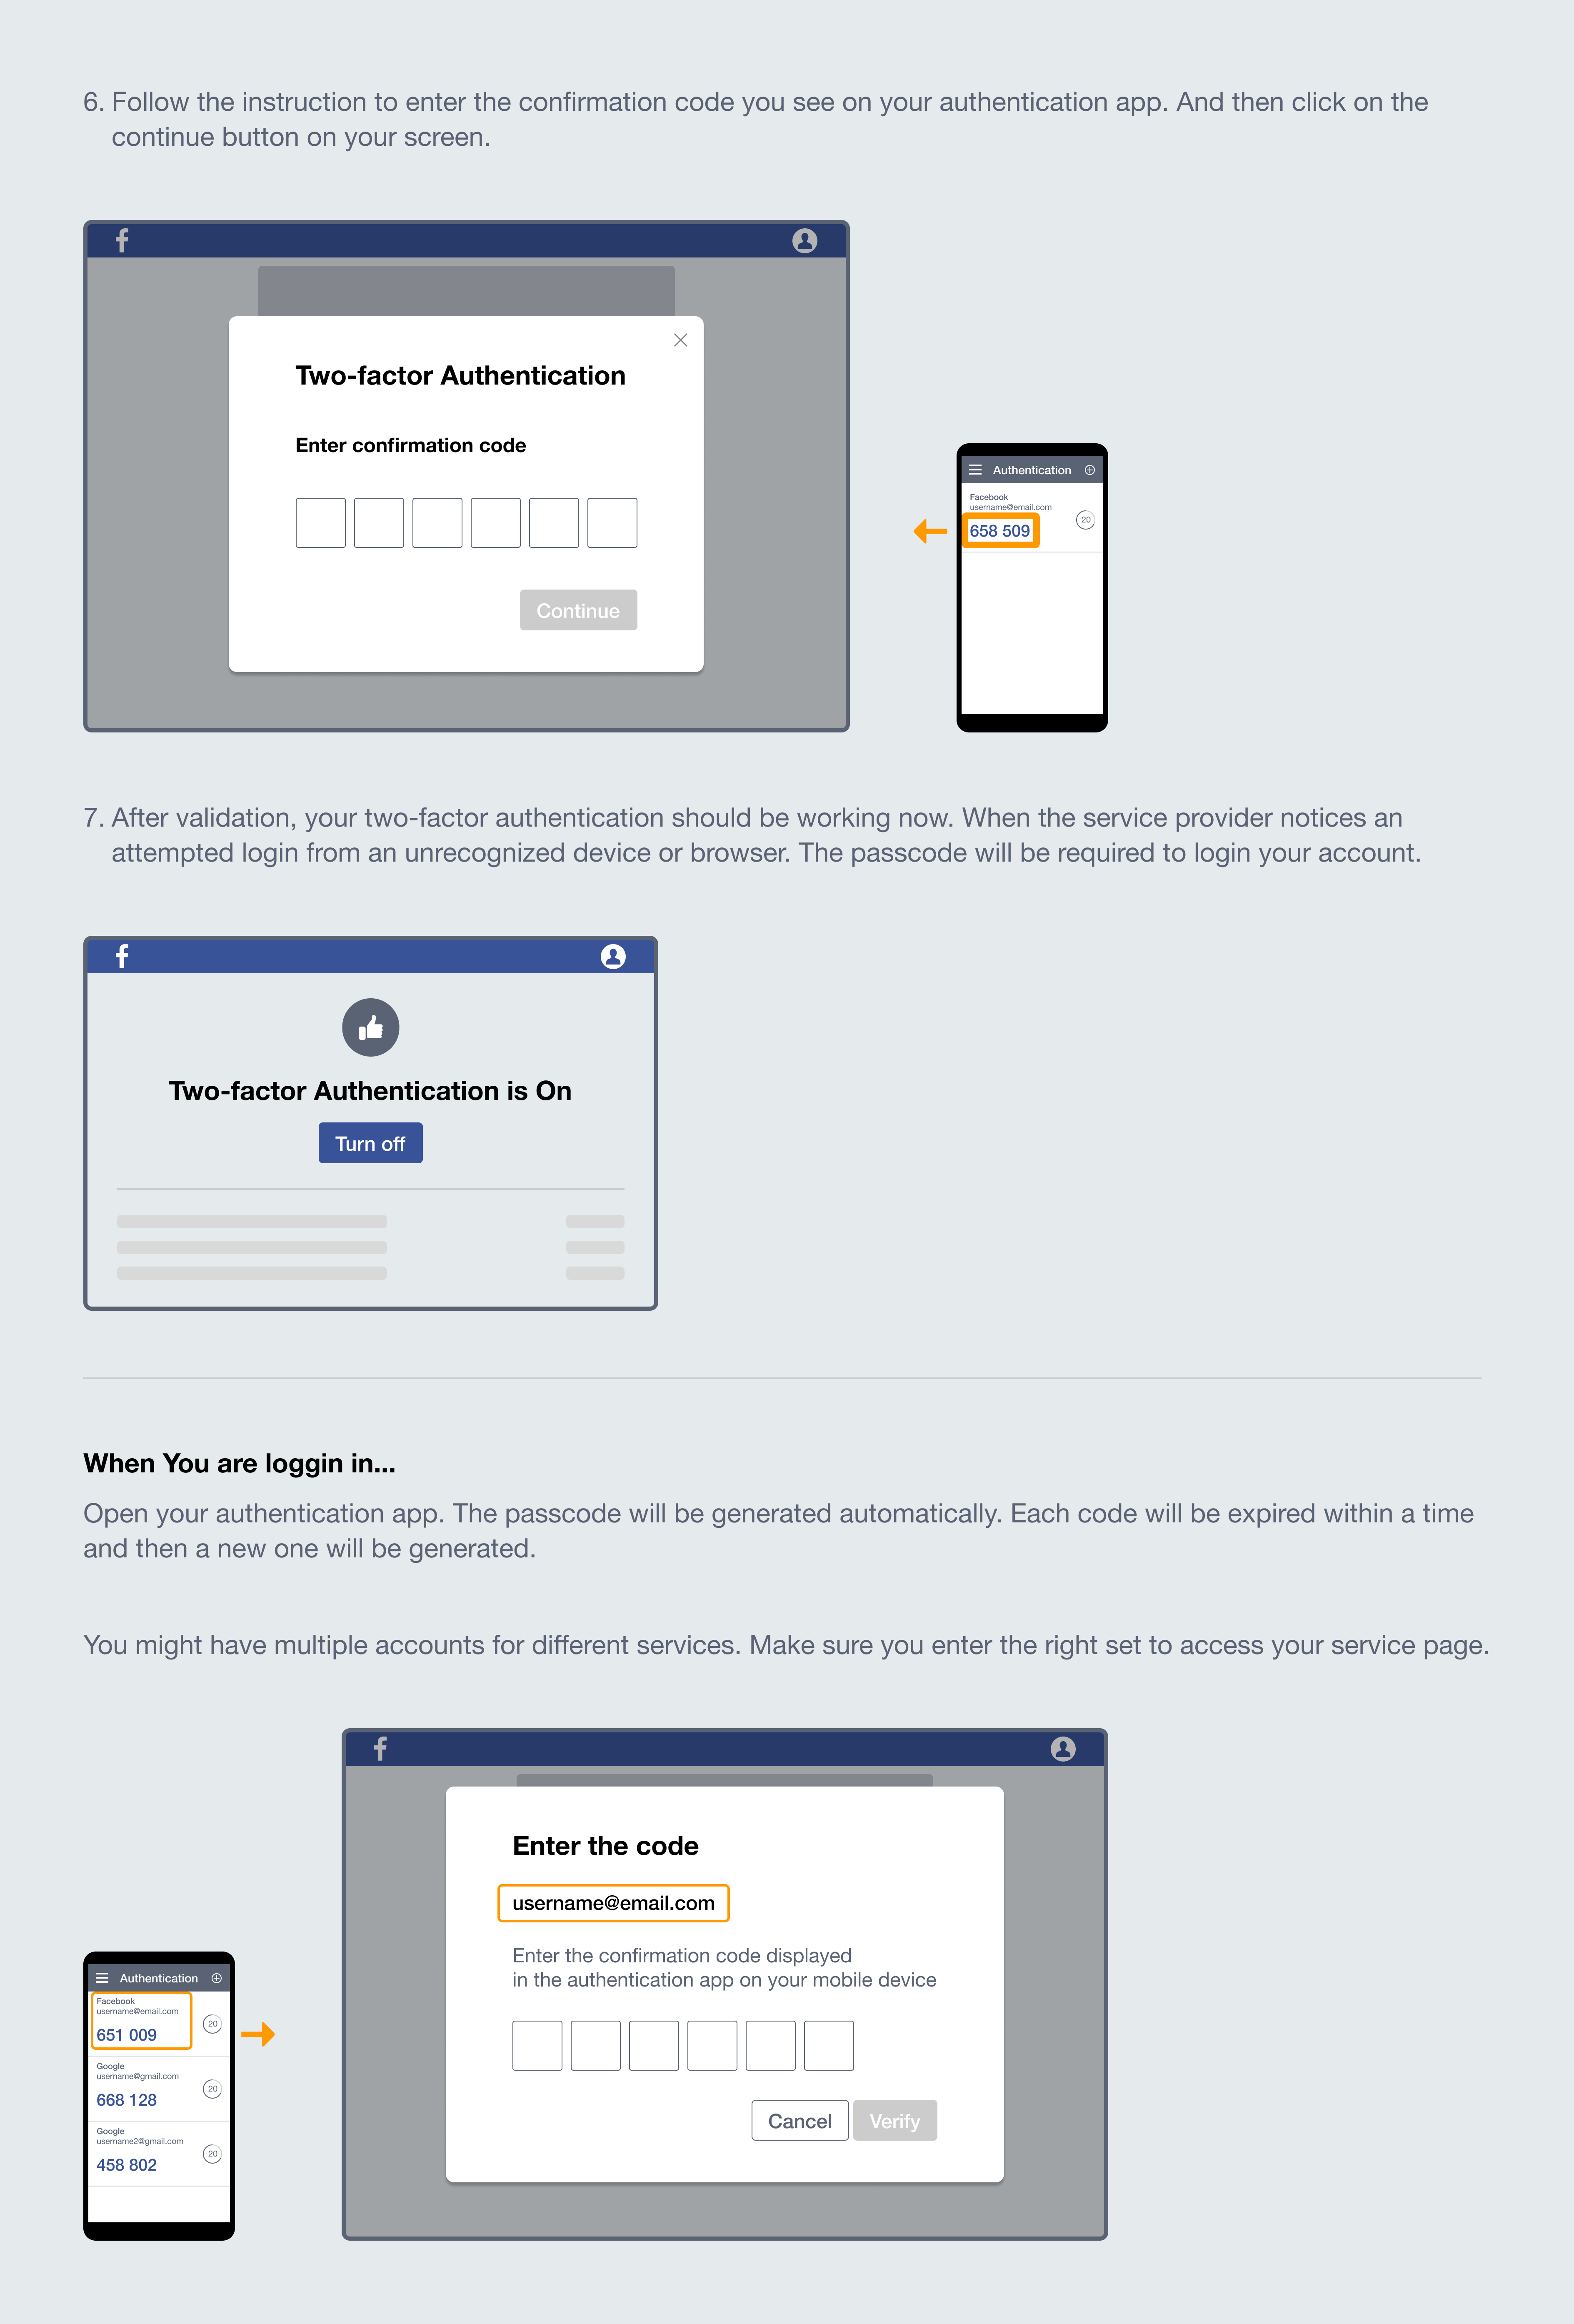 6. Follow the instruction to enter the confirmation code you see on your authentication app. And then click on the
continue button on your screen.
f
Two-factor Authentication
Enter confirmation code
Continue
Authentication
Facebook
username@email.com
658 509
20
7. After validation, your two-factor authentication should be working now. When the service provider notices an
attempted login from an unrecognized device or browser. The passcode will be required to login your account.
f
Two-factor Authentication is On
Turn off
When You are loggin in...
Open your authentication app. The passcode will be generated automatically. Each code will be expired within a time
and then a new one will be generated.
You might have multiple accounts for different services. Make sure you enter the right set to access your service page.
f
Enter the code
username@email.com
Enter the confirmation code displayed
in the authentication app on your mobile device
Cancel Verify
Authentication
Facebook
username@email.com
651 009
20
Google
username@gmail.com
668 128
20
Google
username2@gmail.com
458 802
20